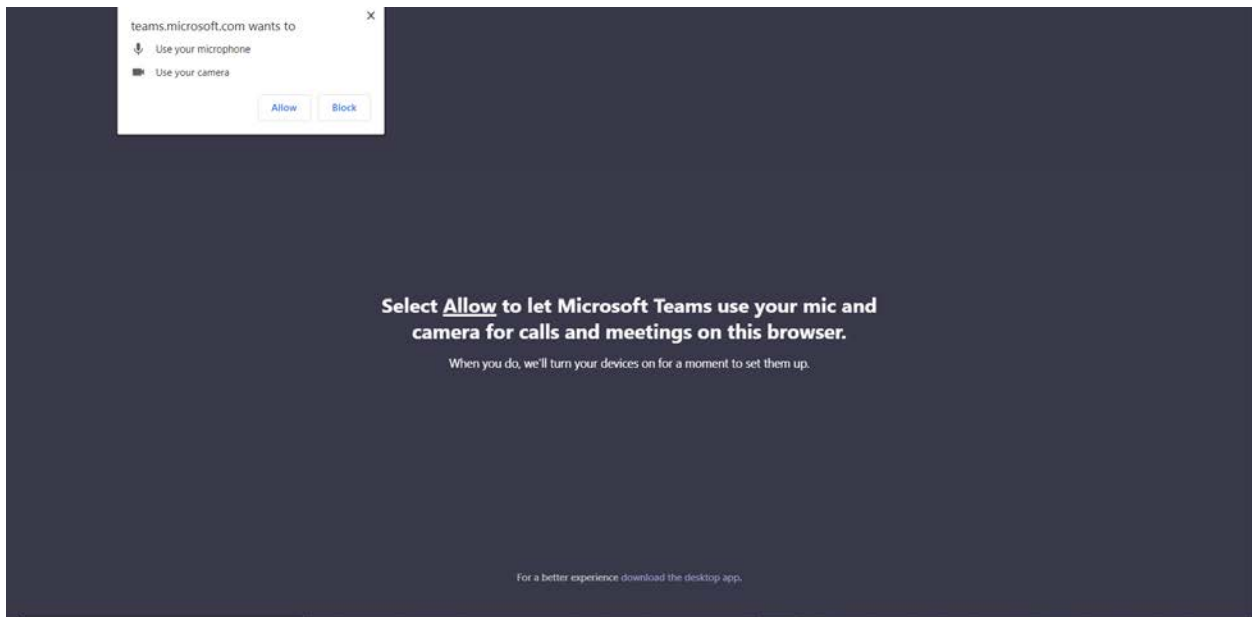 teams.microsoft.com wants to
Use your microphone
Use your camera
Allow Block
Select Allow to let Microsoft Teams use your mic and
camera for calls and meetings on this browser.
When you do, we'll turn your devices on for a moment to set them up.
For a better experience download the desktop app.